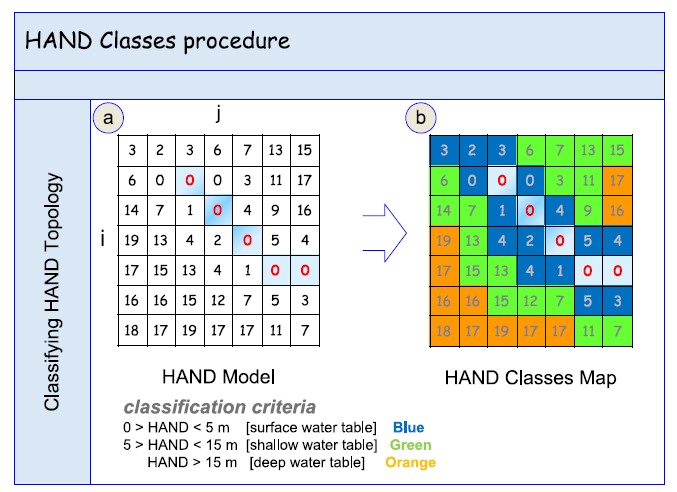 HAND Classes procedure
Classifying HAND Topology
a
j
b
i
3 2 3 6 7 13 15
6 0 0 0 3 11 17
14 7 1 0 4 9 16
19 13 4 2 0 5 4
17 15 13 4 1 0 0
16 16 15 12 7 5 3
18 17 19 17 17 11 7
3 2 3 6 7 13 15
6 0 0 0 3 11 17
14 7 1 0 4 9 16
19 13 4 2 0 5 4
17 15 13 4 1 0 0
16 16 15 12 7 5 3
18 17 19 17 17 11 7
HAND Model
HAND Classes Map
classification criteria
0 > HAND < 5 m [surface water table] Blue
5 > HAND < 15 m [shallow water table] Green
HAND > 15 m [deep water table] Orange